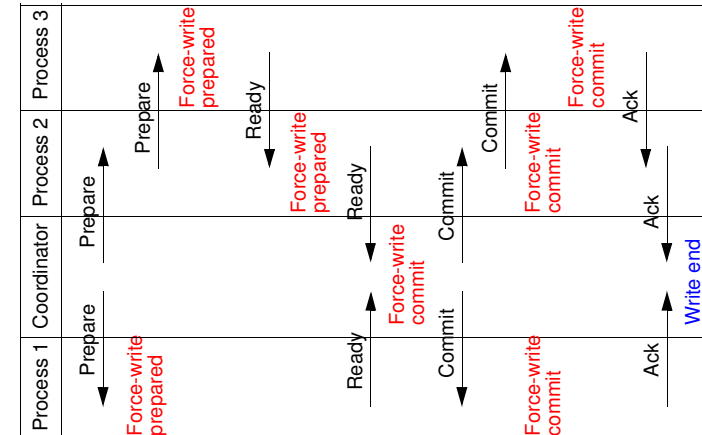 Process 1
Coordinator
Process 2
Process 3
Prepare
Prepare
Force-write
prepared
Prepare
Force-write
prepared
Ready
Force-write
prepared
Ready
Ready
Force-write
commit
Commit
Commit
Commit
Force-write
commit
Force-write
commit
Force-write
commit
Ack
Ack
Ack
Write end